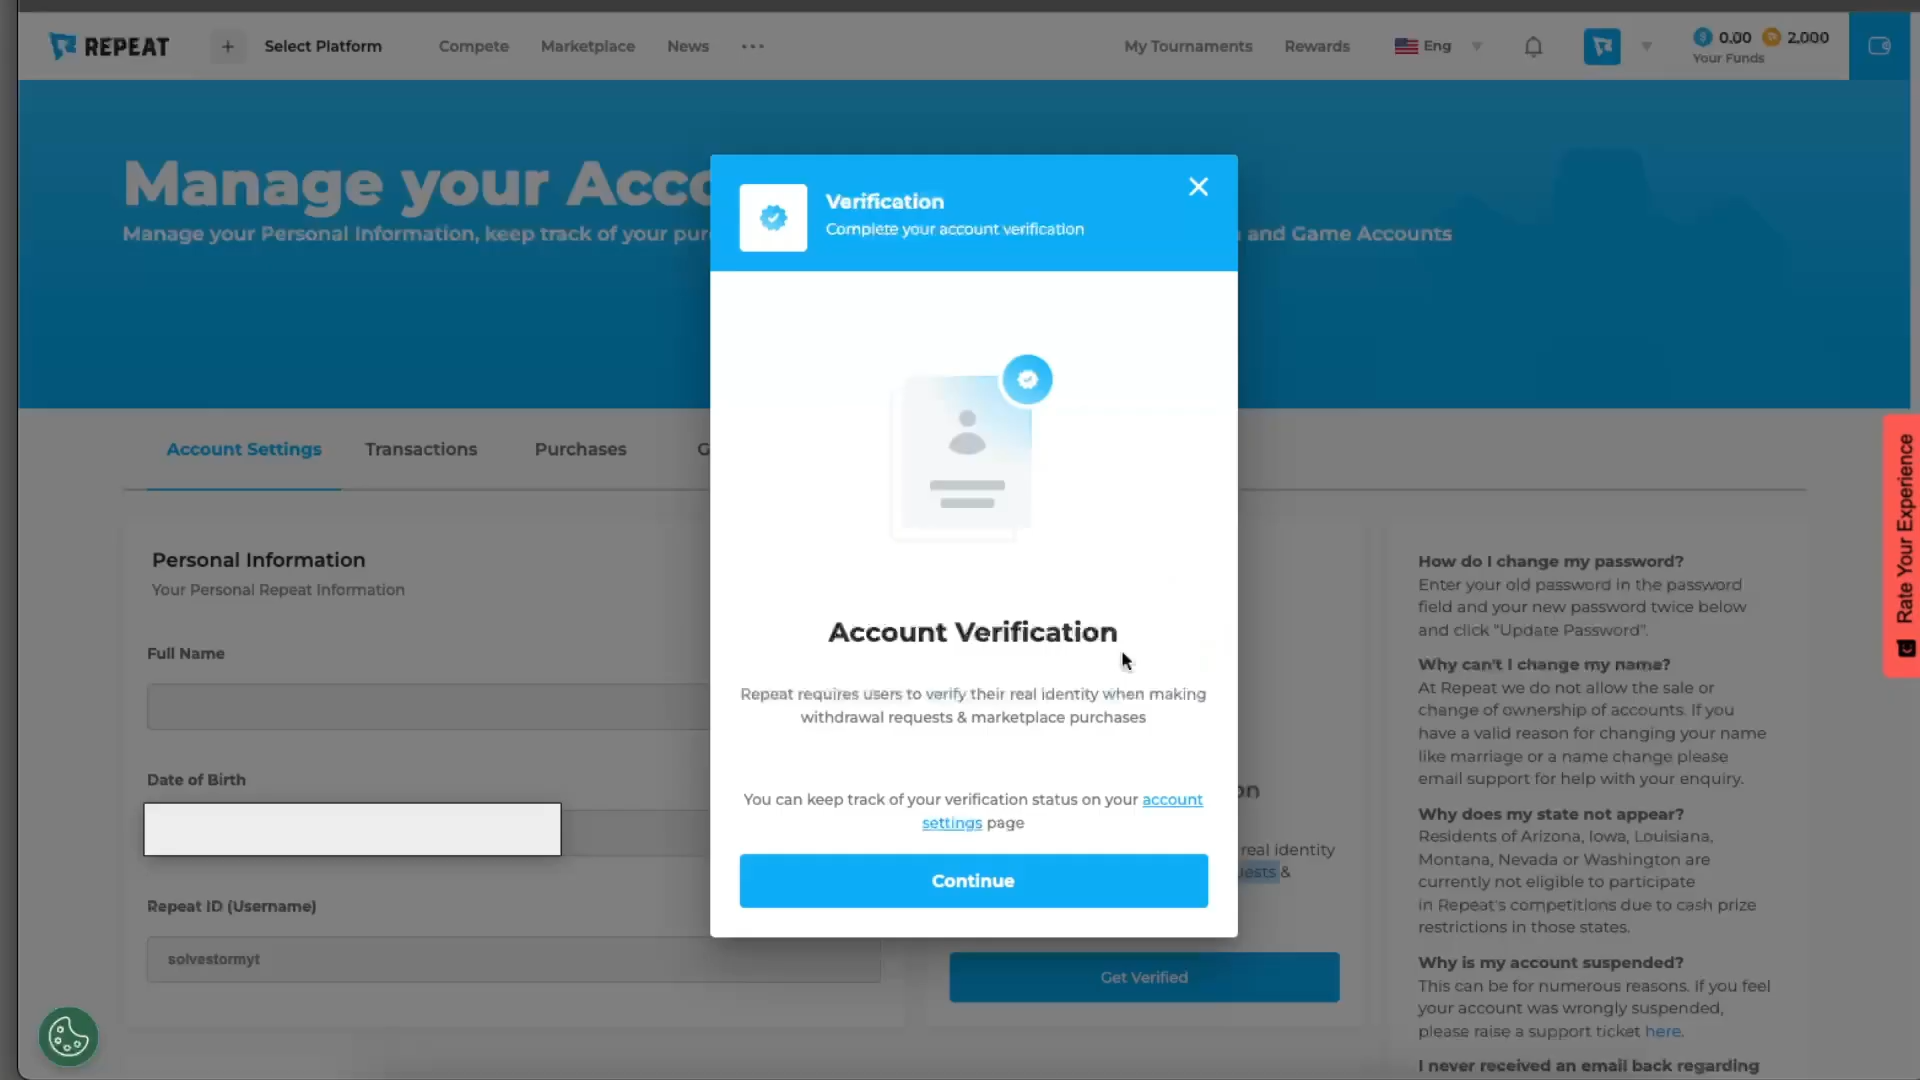 REPEAT
+
Select Platform
Compete
Marketplace
News
My Tournaments
Rewards
Eng
0.00
2,000
Your Funds
Manage your Acco
Manage your Personal Information, keep track of your pur
and Game Accounts
Verification
Complete your account verification
Account Verification
Repeat requires users to verify their real identity when making
withdrawal requests & marketplace purchases
You can keep track of your verification status on your account
settings page
Continue
Account Settings
Transactions
Purchases
G
Personal Information
Your Personal Repeat Information
Full Name
Date of Birth
Repeat ID (Username)
solvestormyt
on
real identity
uests &
Get Verified
How do I change my password?
Enter your old password in the password
field and your new password twice below
and click "Update Password".
Why can't I change my name?
At Repeat we do not allow the sale or
change of ownership of accounts. If you
have a valid reason for changing your name
like marriage or a name change please
email support for help with your enquiry.
Why does my state not appear?
Residents of Arizona, Iowa, Louisiana,
Montana, Nevada or Washington are
currently not eligible to participate
in Repeat's competitions due to cash prize
restrictions in those states.
Why is my account suspended?
This can be for numerous reasons. If you feel
your account was wrongly suspended,
please raise a support ticket here.
I never received an email back regarding
Rate Your Experience